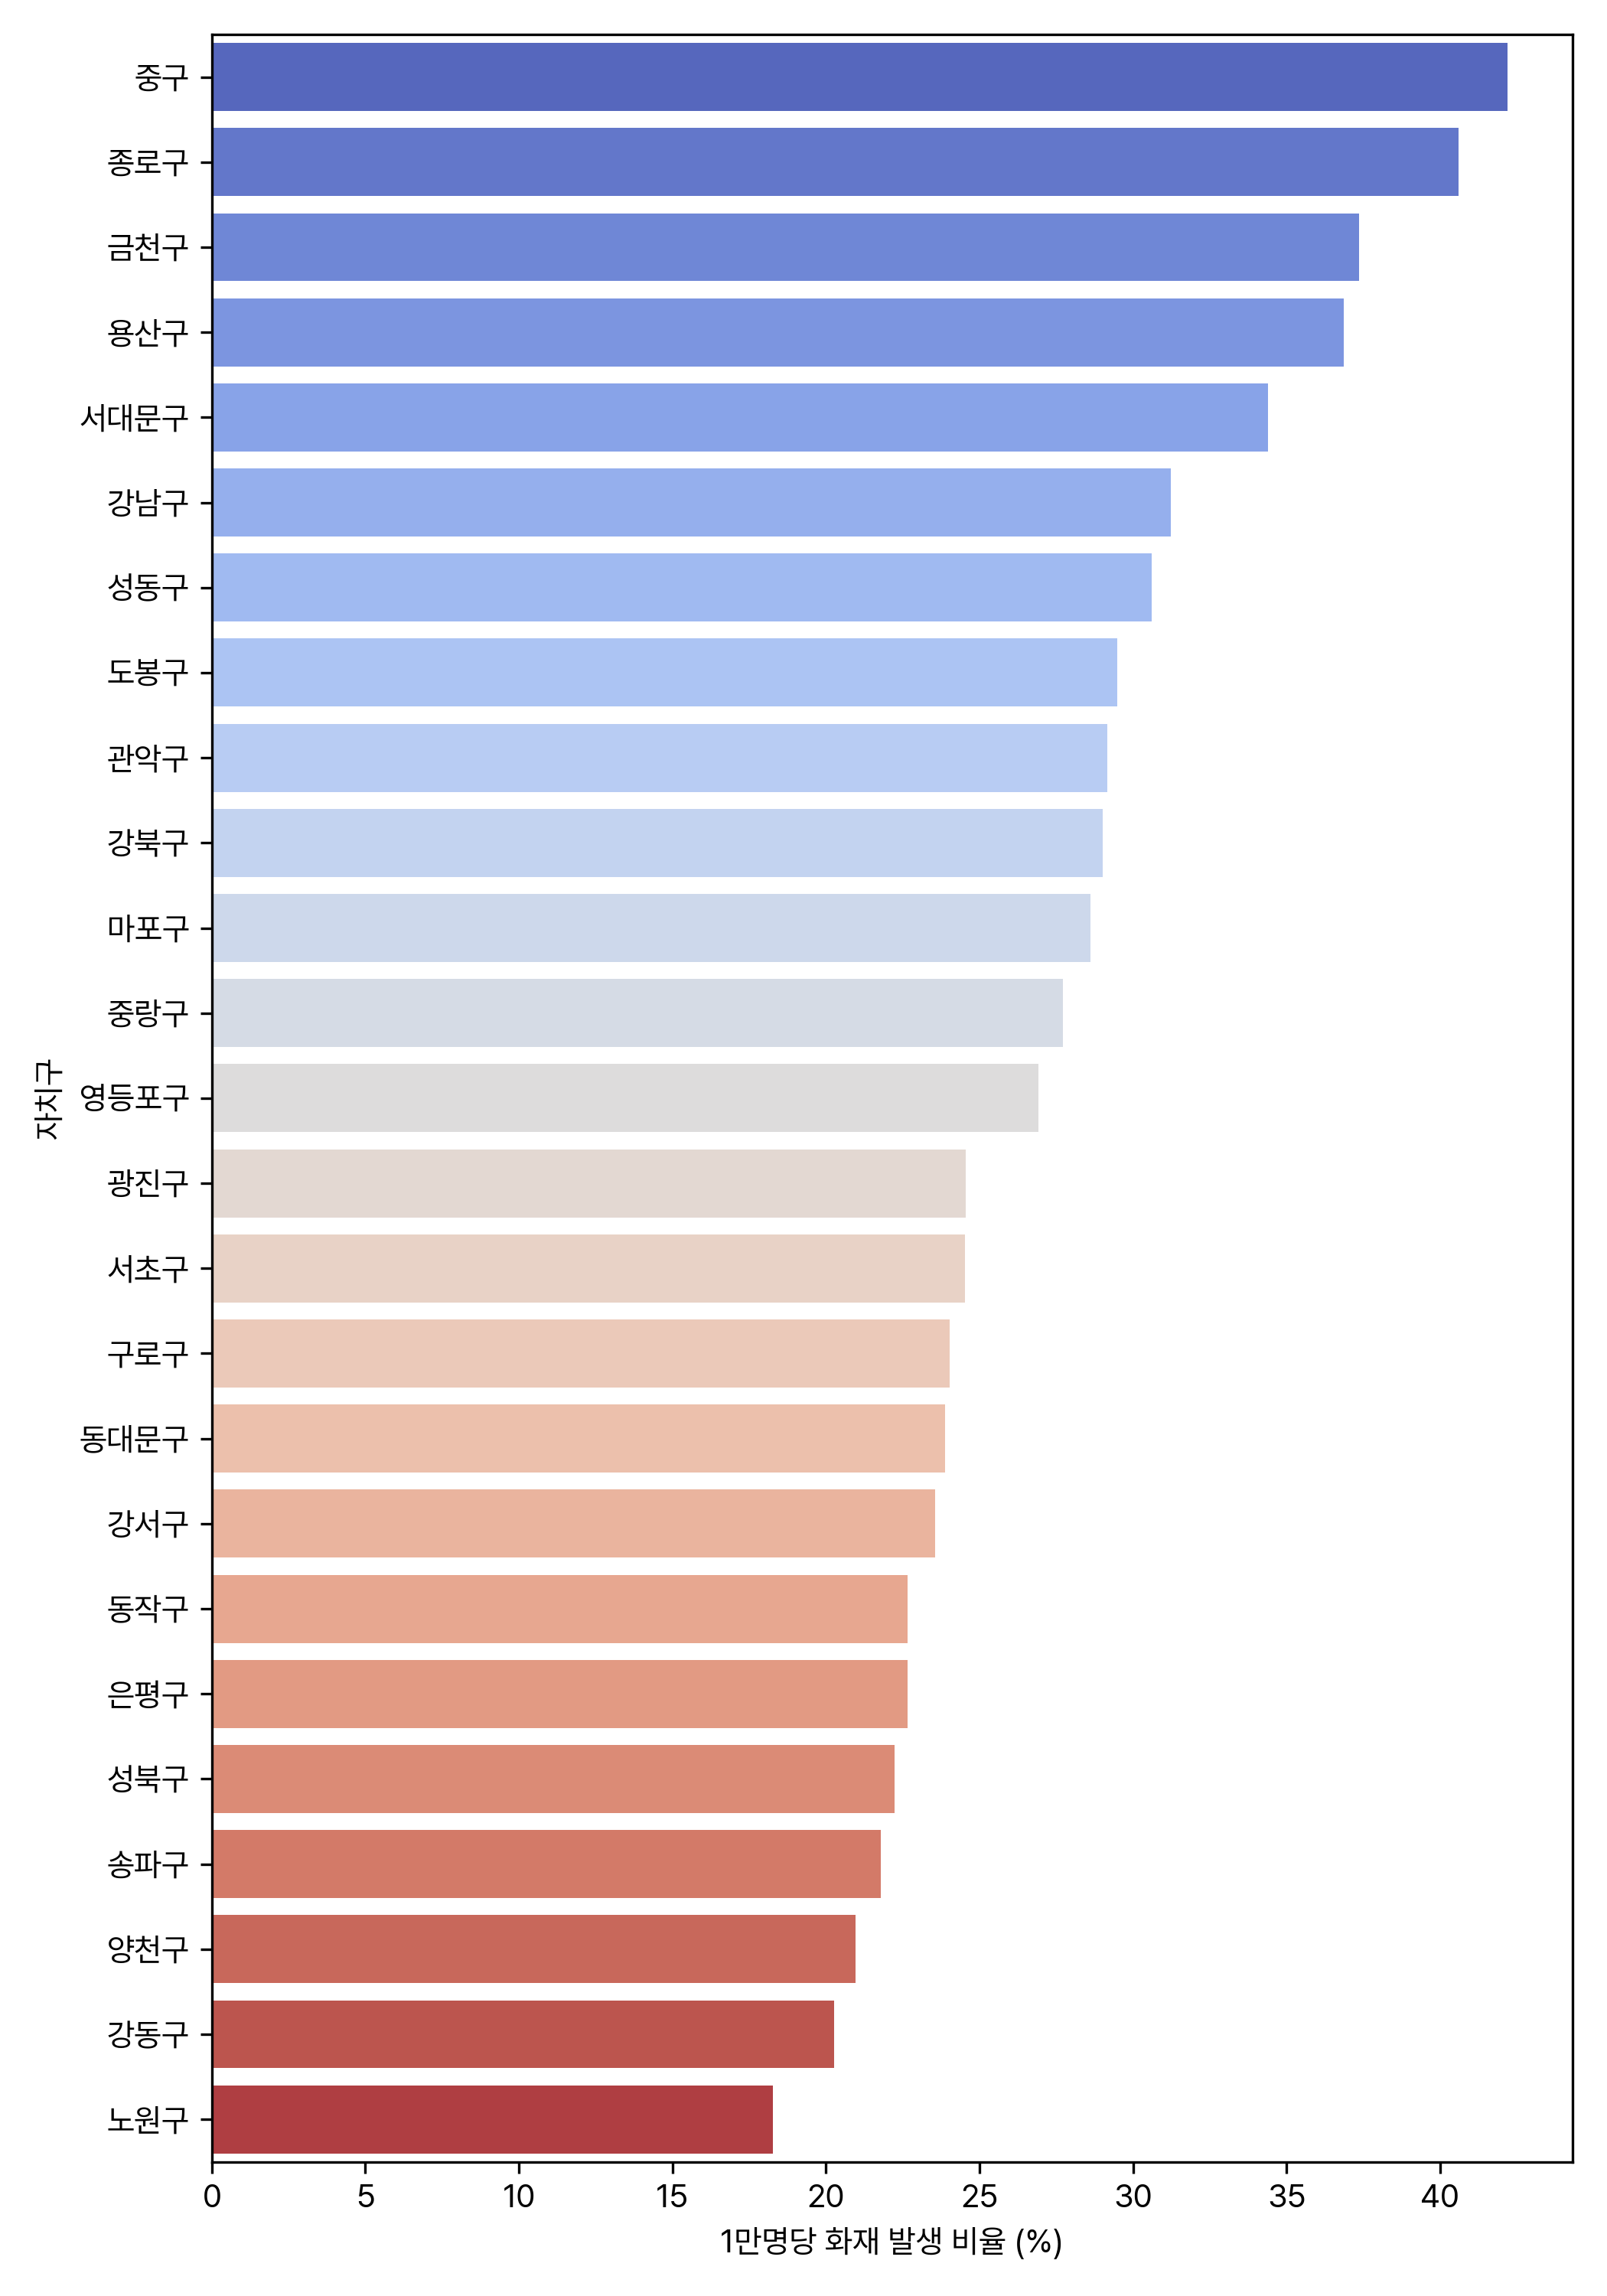 중구
종로구
금천구
용산구
서대문구
강남구
성동구
도봉구
관악구
강북구
마포구
중랑구
영등포구
광진구
서초구
구로구
동대문구
강서구
동작구
은평구
성북구
송파구
양천구
강동구
노원구
자치구
0 5 10 15 20 25 30 35 40
1만명당 화재 발생 비율 (%)